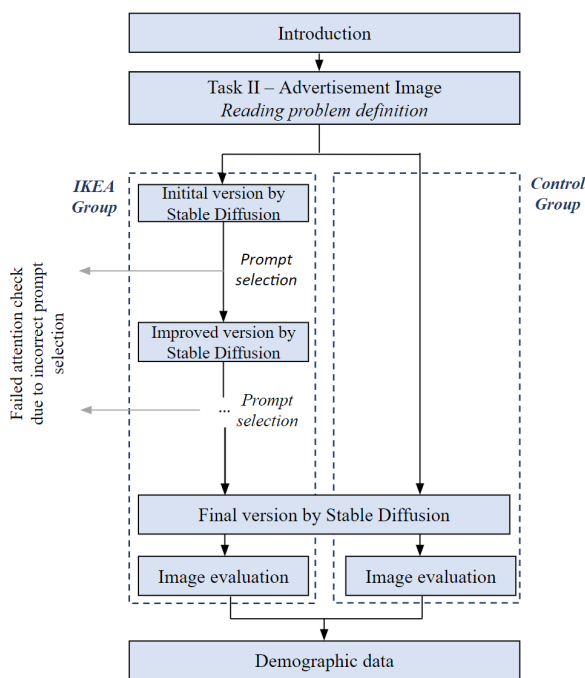 Introduction
Task II – Advertisement Image
Reading problem definition
IKEA
Group
Control
Group
Initital version by
Stable Diffusion
Prompt
selection
Failed attention check
due to incorrect prompt
selection
Improved version by
Stable Diffusion
... Prompt
selection
Final version by Stable Diffusion
Image evaluation
Image evaluation
Demographic data